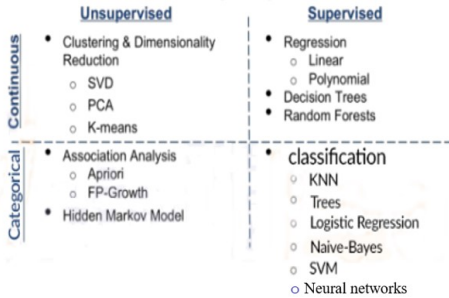 Unsupervised
Supervised
Continuous
• Clustering & Dimensionality
Reduction
o SVD
o PCA
o K-means
• Regression
o Linear
o Polynomial
• Decision Trees
• Random Forests
Categorical
• Association Analysis
o Apriori
o FP-Growth
• Hidden Markov Model
• classification
o KNN
o Trees
o Logistic Regression
o Naive-Bayes
o SVM
o Neural networks